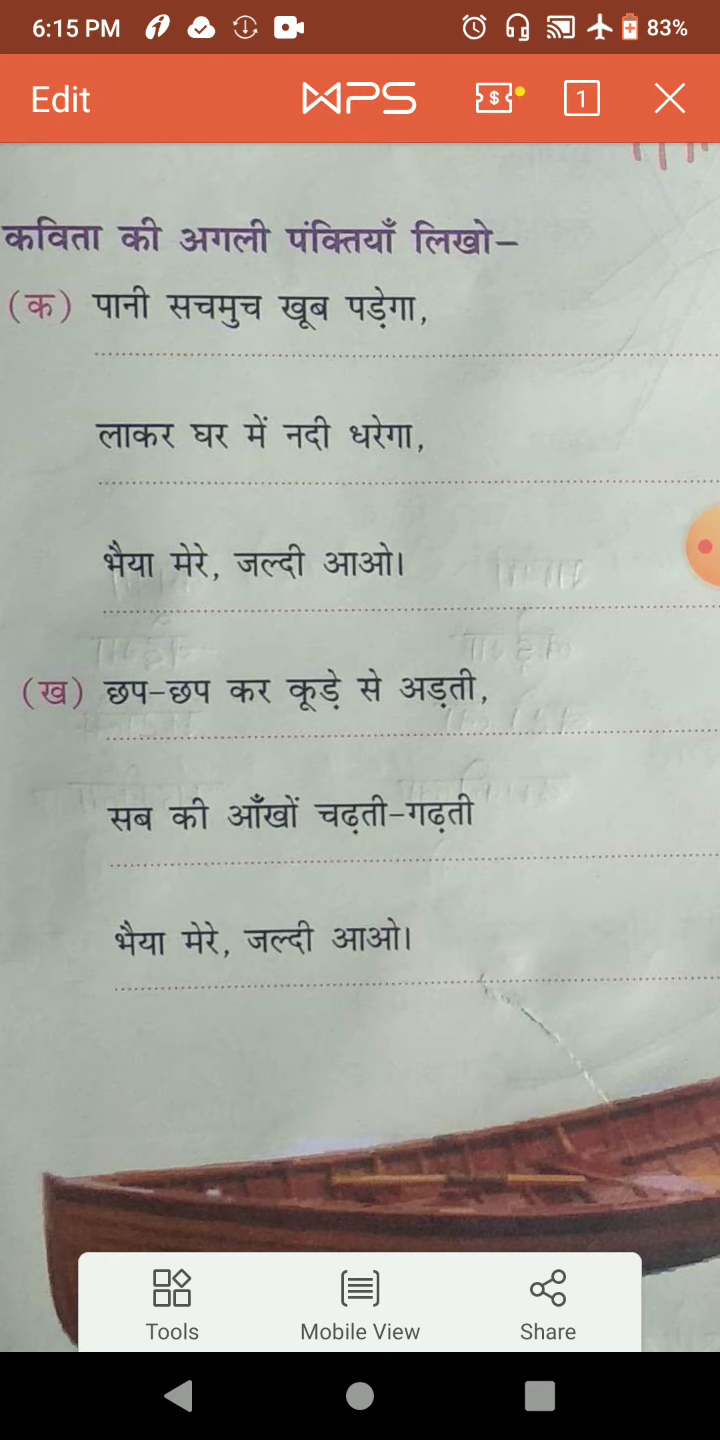 6:15 PM 83%
Edit WPS $ 1
कविता की अगली पंक्तियाँ लिखो–
(क) पानी सचमुच खूब पड़ेगा,
लाकर घर में नदी धरेगा,
भैया मेरे, जल्दी आओ।
(ख) छप-छप कर कूड़े से अड़ती,
सब की आँखों चढ़ती-गढ़ती
भैया मेरे, जल्दी आओ।
Tools Mobile View Share